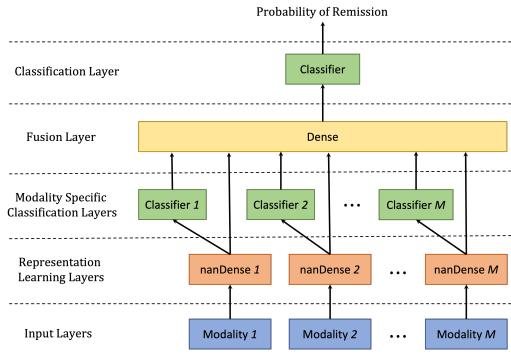 Probability of Remission
Classification Layer
Classifier
Fusion Layer
Dense
Modality Specific
Classification Layers
Classifier 1
Classifier 2
...
Classifier M
Representation
Learning Layers
nanDense 1
nanDense 2
...
nanDense M
Input Layers
Modality 1
Modality 2
...
Modality M